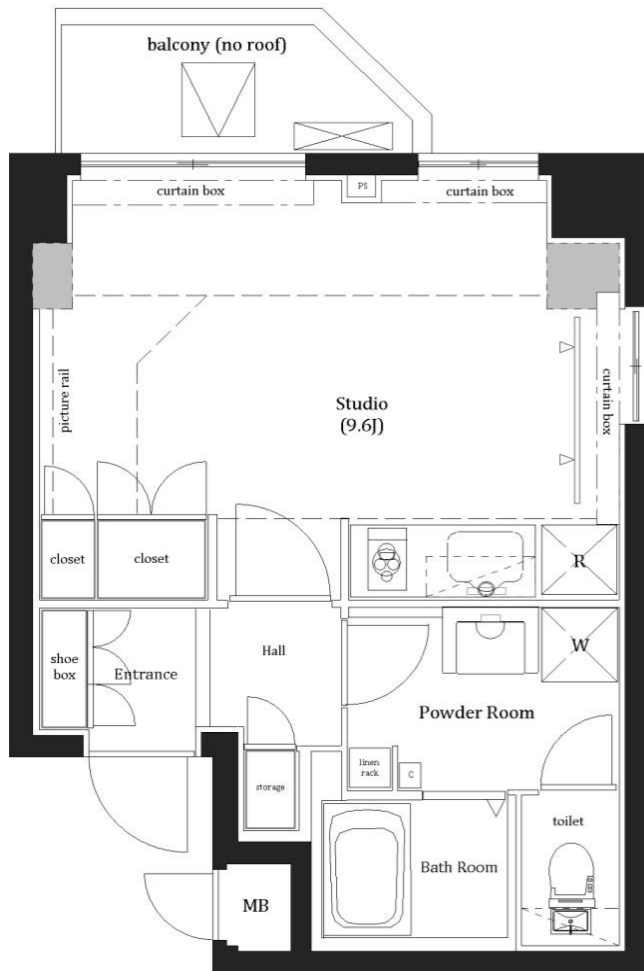 balcony (no roof)
curtain box
PS
curtain box
picture rail
Studio
(9.6J)
curtain box
closet
closet
R
shoe
box
Entrance
Hall
W
Powder Room
linen
rack
C
storage
toilet
Bath Room
MB